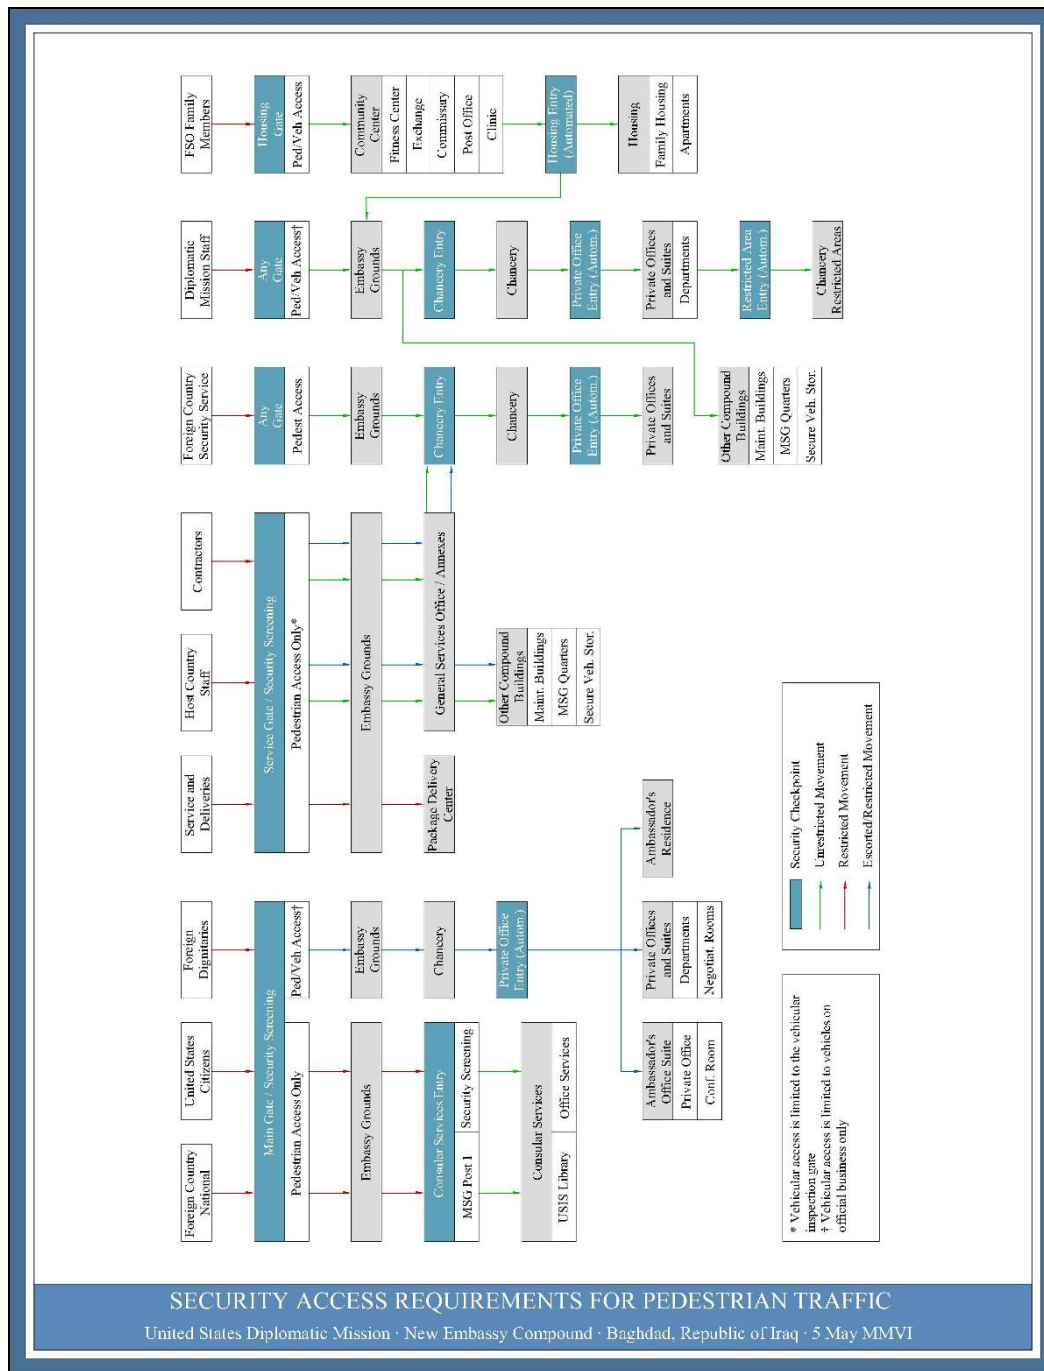 FSO Family
Members
Housing
Gate
Ped/Veh Access
Community
Center
Fitness Center
Exchange
Commissary
Post Office
Clinic
Housing Entry
(Automated)
Housing
Family Housing
Apartments
Diplomatic
Mission Staff
Any
Gate
Ped/Veh Access†
Embassy
Grounds
Chancery Entry
Chancery
Private Office
Entry (Autom.)
Private Offices
and Suites
Departments
Restricted Area
Entry (Autom.)
Chancery
Restricted Areas
Foreign Country
Security Service
Any
Gate
Pedest Access
Embassy
Grounds
Chancery Entry
Chancery
Private Office
Entry (Autom.)
Private Offices
and Suites
Other Compound
Buildings
Maint. Buildings
MSG Quarters
Secure Veh. Stor.
Contractors
Host Country
Staff
Service and
Deliveries
Service Gate / Security Screening
Pedestrian Access Only*
Embassy Grounds
General Services Office / Annexes
Package Delivery
Center
Other Compound
Buildings
Maint. Buildings
MSG Quarters
Secure Veh. Stor.
Foreign
Dignitaries
United States
Citizens
Foreign Country
National
Main Gate / Security Screening
Ped/Veh Access†
Pedestrian Access Only
Embassy
Grounds
Embassy Grounds
Chancery
Consular Services Entry
MSG Post 1
Security Screening
Private Office
Entry (Autom.)
Consular Services
USIS Library
Office Services
Ambassador's
Residence
Private Offices
and Suites
Departments
Negotiat. Rooms
Ambassador's
Office Suite
Private Office
Conf. Room
Security Checkpoint
Unrestricted Movement
Restricted Movement
Escorted/Restricted Movement
* Vehicular access is limited to the vehicular
inspection gate
† Vehicular access is limited to vehicles on
official business only
SECURITY ACCESS REQUIREMENTS FOR PEDESTRIAN TRAFFIC
United States Diplomatic Mission · New Embassy Compound · Baghdad, Republic of Iraq · 5 May MMVI